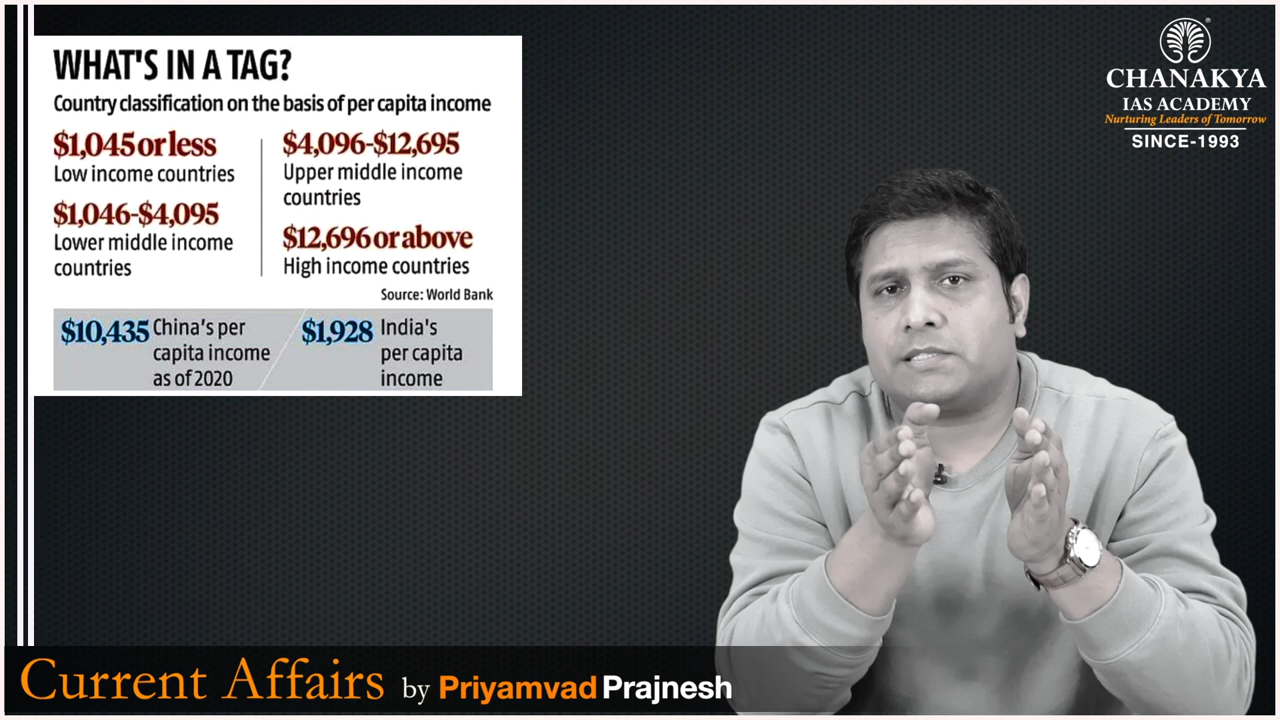 WHAT'S IN A TAG?
Country classification on the basis of per capita income
$1,045 or less
Low income countries
$1,046-$4,095
Lower middle income
countries
$4,096-$12,695
Upper middle income
countries
$12,696 or above
High income countries
Source: World Bank
$10,435 China's per
capita income
as of 2020
$1,928 India's
per capita
income
CHANAKYA
IAS ACADEMY
Nurturing Leaders of Tomorrow
SINCE-1993
Current Affairs by Priyamvad Prajnesh